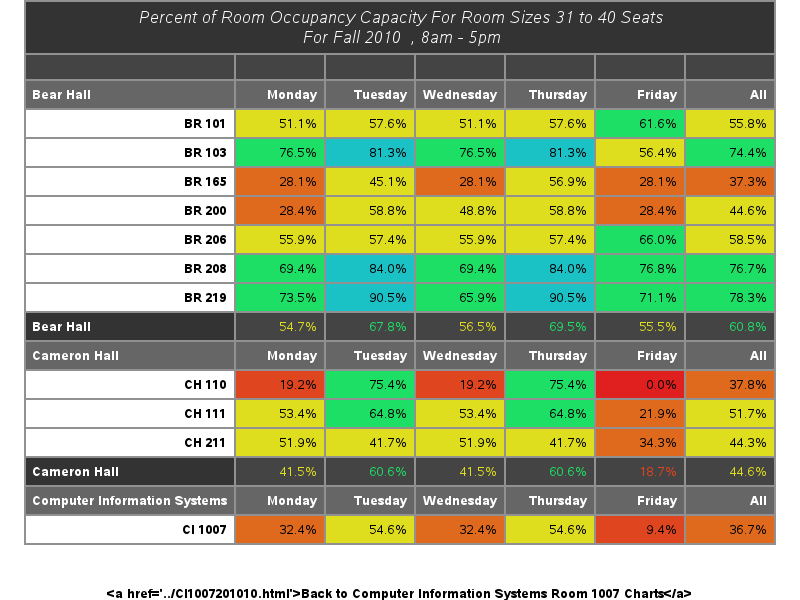 Percent of Room Occupancy Capacity For Room Sizes 31 to 40 Seats
For Fall 2010 , 8am - 5pm
Bear Hall Monday Tuesday Wednesday Thursday Friday All
BR 101 51.1% 57.6% 51.1% 57.6% 61.6% 55.8%
BR 103 76.5% 81.3% 76.5% 81.3% 56.4% 74.4%
BR 165 28.1% 45.1% 28.1% 56.9% 28.1% 37.3%
BR 200 28.4% 58.8% 48.8% 58.8% 28.4% 44.6%
BR 206 55.9% 57.4% 55.9% 57.4% 66.0% 58.5%
BR 208 69.4% 84.0% 69.4% 84.0% 76.8% 76.7%
BR 219 73.5% 90.5% 65.9% 90.5% 71.1% 78.3%
Bear Hall 54.7% 67.8% 56.5% 69.5% 55.5% 60.8%
Cameron Hall Monday Tuesday Wednesday Thursday Friday All
CH 110 19.2% 75.4% 19.2% 75.4% 0.0% 37.8%
CH 111 53.4% 64.8% 53.4% 64.8% 21.9% 51.7%
CH 211 51.9% 41.7% 51.9% 41.7% 34.3% 44.3%
Cameron Hall 41.5% 60.6% 41.5% 60.6% 18.7% 44.6%
Computer Information Systems Monday Tuesday Wednesday Thursday Friday All
CI 1007 32.4% 54.6% 32.4% 54.6% 9.4% 36.7%
&lt;a href='../CI1007201010.html'&gt;Back to Computer Information Systems Room 1007 Charts&lt;/a&gt;